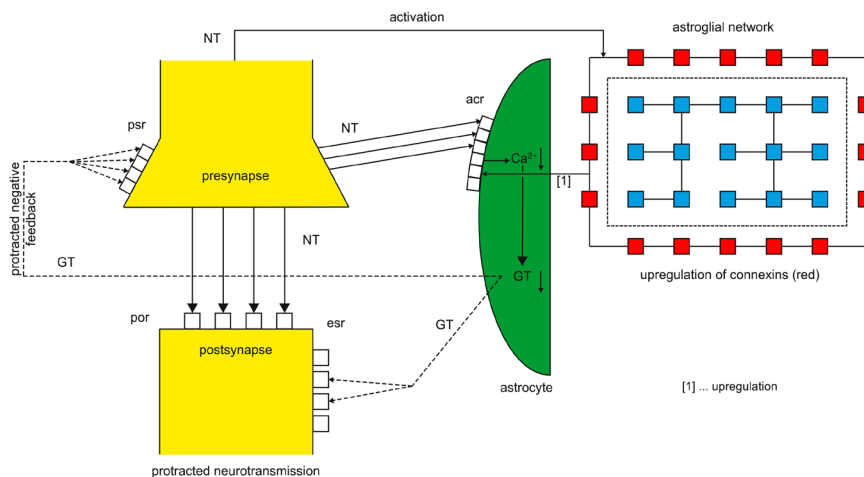 activation
astroglial network
NT
psr
NT
acr
Ca²⁺
presynapse
[1]
protracted negative
feedback
NT
GT
GT
upregulation of connexins (red)
por
esr
GT
postsynapse
astrocyte
[1] ... upregulation
protracted neurotransmission